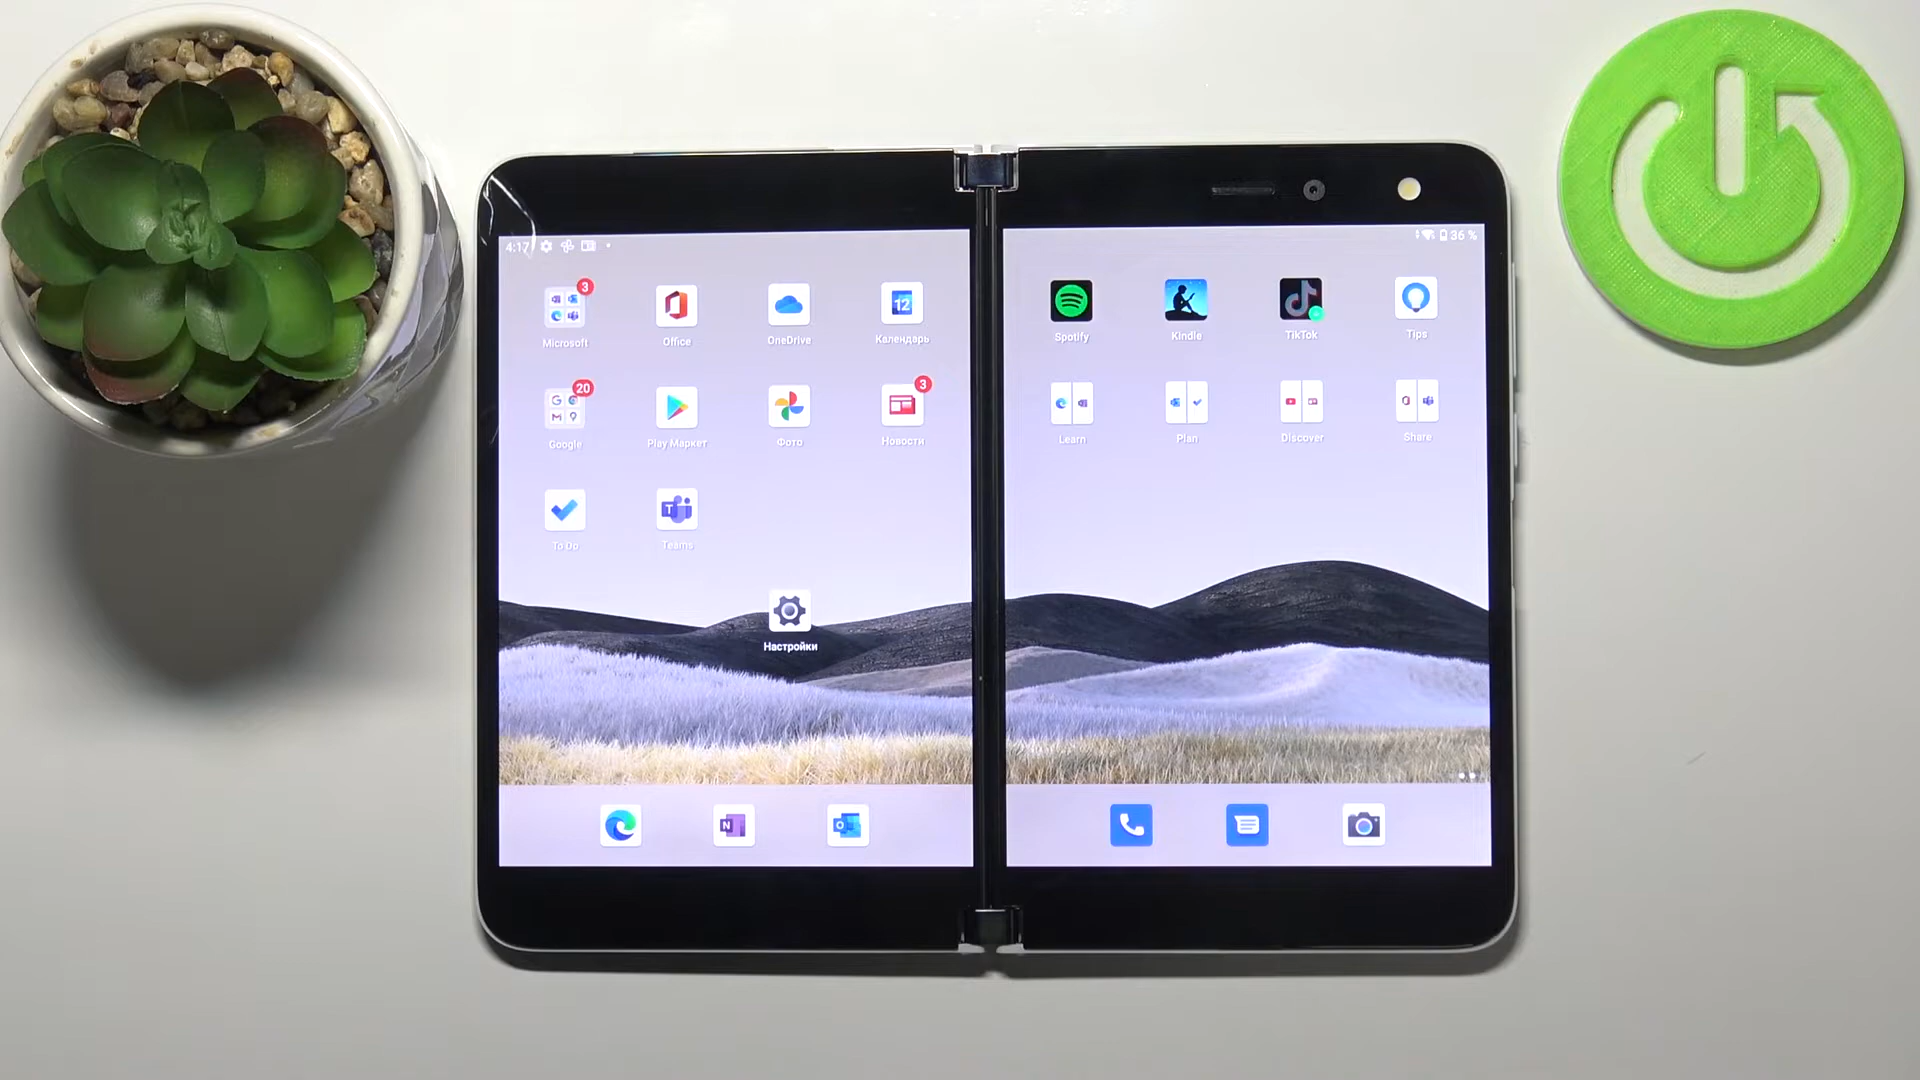 4:17
36 %
3
12
Microsoft
Office
OneDrive
Календарь
Spotify
Kindle
TikTok
Tips
20
3
Google
Play Маркет
Фото
Новости
Learn
Plan
Discover
Share
To Do
Teams
Настройки